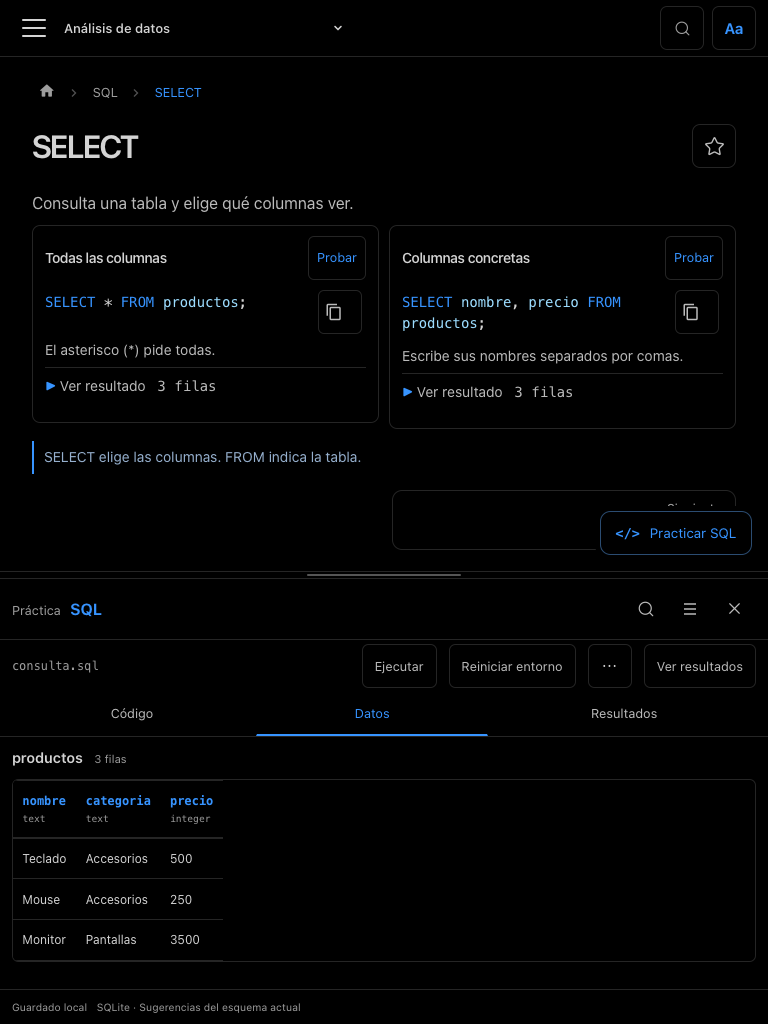 Análisis de datos
Aa
SQL
SELECT
SELECT
Consulta una tabla y elige qué columnas ver.
Todas las columnas
Probar
SELECT * FROM productos;
El asterisco (*) pide todas.
Ver resultado 3 filas
Columnas concretas
Probar
SELECT nombre, precio FROM
productos;
Escribe sus nombres separados por comas.
Ver resultado 3 filas
SELECT elige las columnas. FROM indica la tabla.
</> Practicar SQL
Práctica SQL
consulta.sql
Ejecutar
Reiniciar entorno
...
Ver resultados
Código
Datos
Resultados
productos 3 filas
nombre categoria precio
text text integer
Teclado Accesorios 500
Mouse Accesorios 250
Monitor Pantallas 3500
Guardado local SQLite · Sugerencias del esquema actual